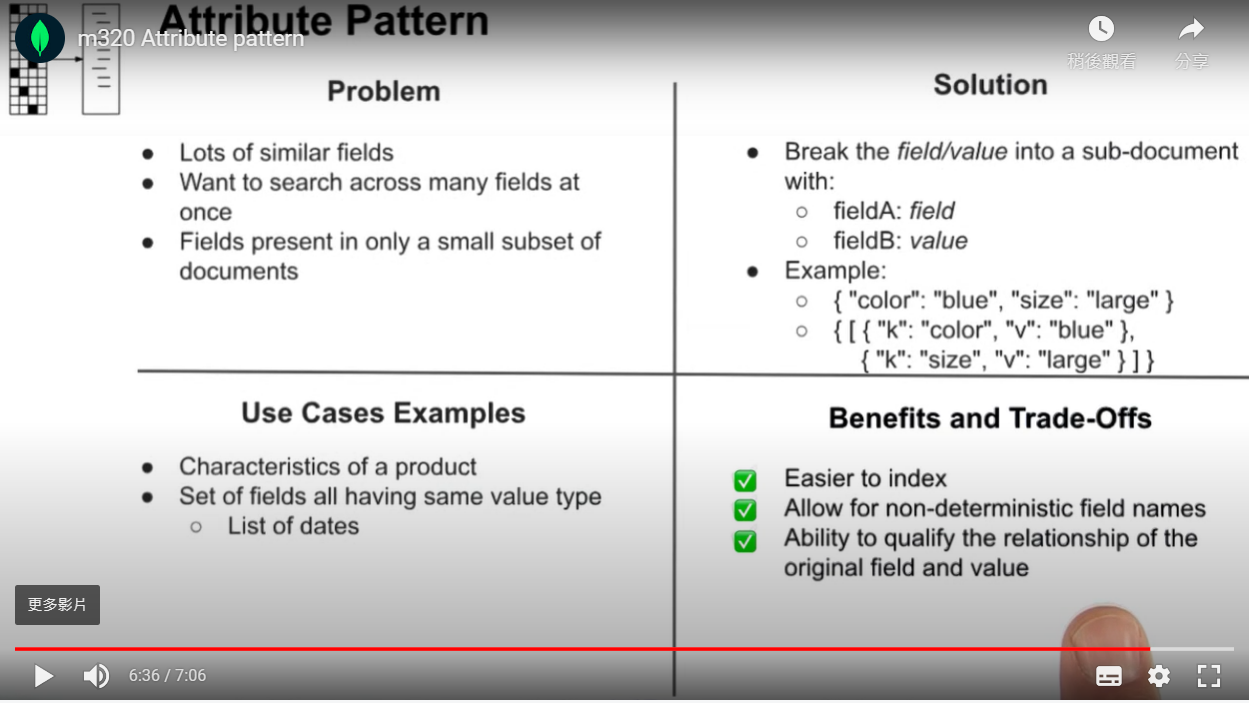 Attribute Pattern
m320 Attribute pattern
稍後觀看
分享
Problem
● Lots of similar fields
● Want to search across many fields at
once
● Fields present in only a small subset of
documents
Solution
● Break the field/value into a sub-document
with:
○ fieldA: field
○ fieldB: value
● Example:
○ { "color": "blue", "size": "large" }
○ { [ { "k": "color", "v": "blue" },
{ "k": "size", "v": "large" } ] }
Use Cases Examples
● Characteristics of a product
● Set of fields all having same value type
○ List of dates
Benefits and Trade-Offs
✅ Easier to index
✅ Allow for non-deterministic field names
✅ Ability to qualify the relationship of the
original field and value
更多影片
6:36 / 7:06